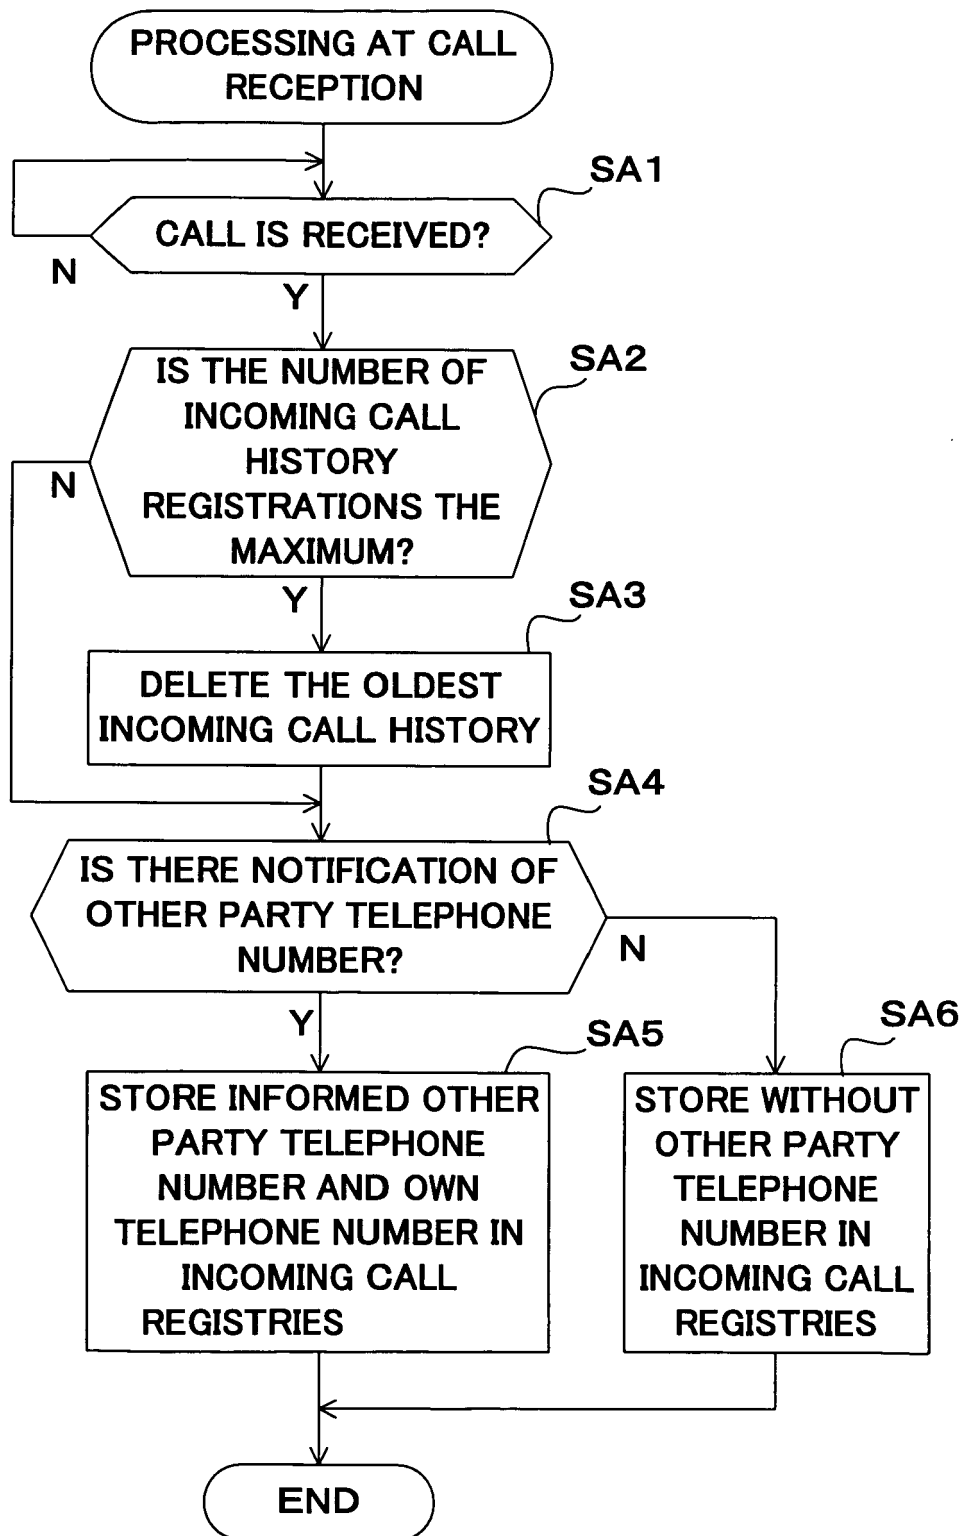 PROCESSING AT CALL
RECEPTION
SA1
CALL IS RECEIVED?
N
Y
SA2
IS THE NUMBER OF
INCOMING CALL
HISTORY
REGISTRATIONS THE
MAXIMUM?
N
Y
SA3
DELETE THE OLDEST
INCOMING CALL HISTORY
SA4
IS THERE NOTIFICATION OF
OTHER PARTY TELEPHONE
NUMBER?
N
Y
SA5
STORE INFORMED OTHER
PARTY TELEPHONE
NUMBER AND OWN
TELEPHONE NUMBER IN
INCOMING CALL
REGISTRIES
SA6
STORE WITHOUT
OTHER PARTY
TELEPHONE
NUMBER IN
INCOMING CALL
REGISTRIES
END